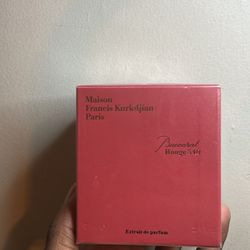 Maison
Francis Kurkdjian
Paris
Baccarat
Rouge 540
Extrait de parfum